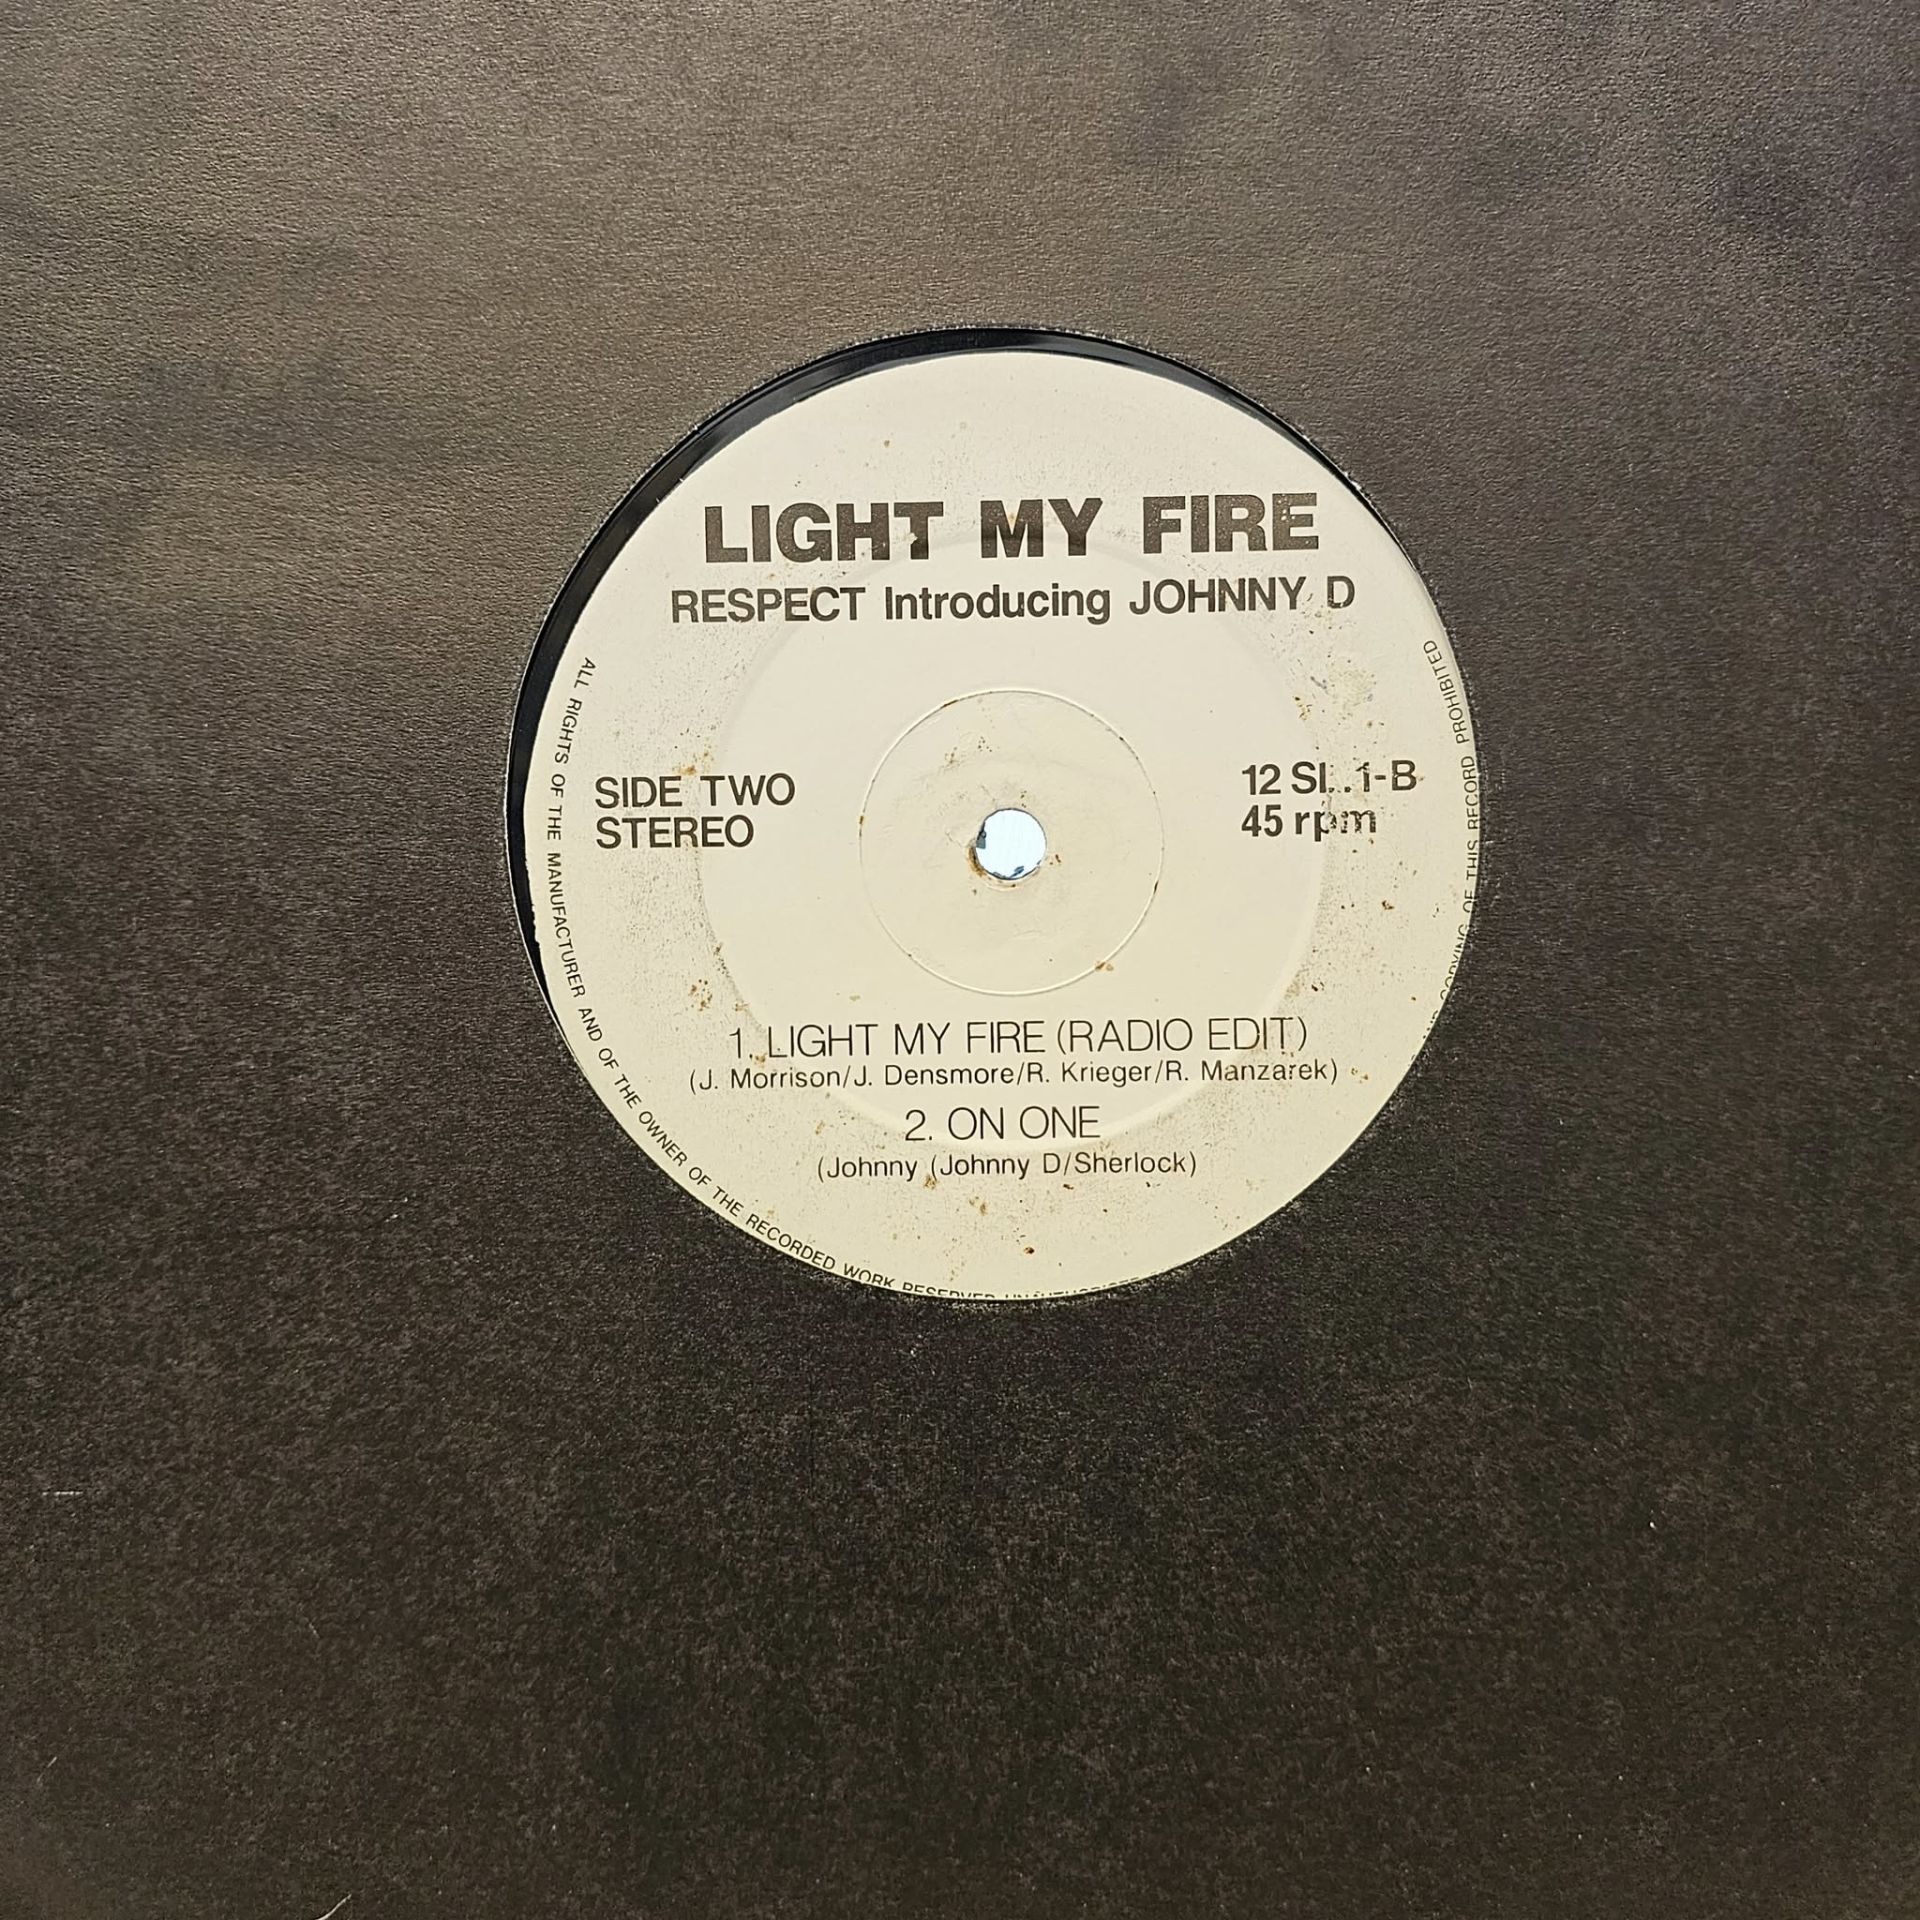 LIGHT MY FIRE
RESPECT Introducing JOHNNY D
SIDE TWO
STEREO
12 SL.1-B
45 rpm
1. LIGHT MY FIRE (RADIO EDIT)
(J. Morrison/J. Densmore/R. Krieger/R. Manzarek)
2. ON ONE
(Johnny (Johnny D/Sherlock)
ALL RIGHTS OF THE MANUFACTURER AND OF THE OWNER OF THE RECORDED WORK RESERVED COPYING OF THIS RECORD PROHIBITED